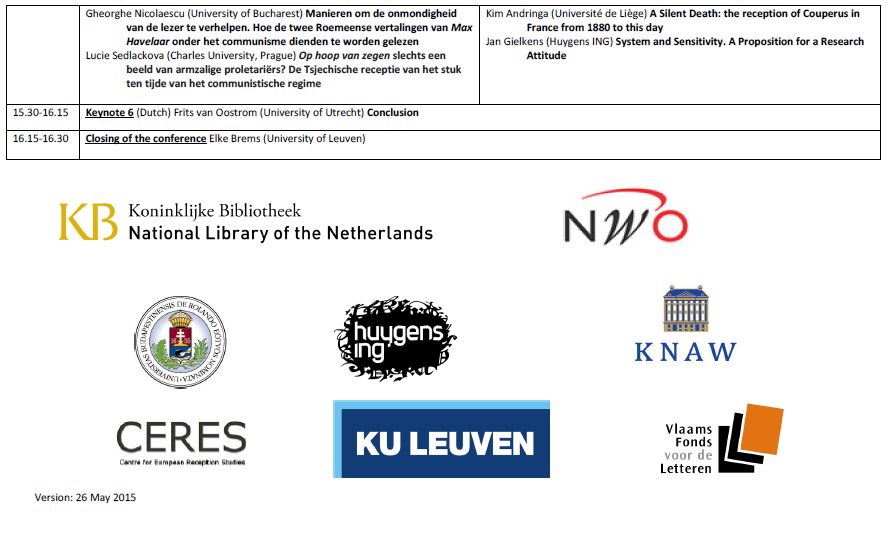 Gheorghe Nicolaescu (University of Bucharest) Manieren om de onmondigheid
van de lezer te verhelpen. Hoe de twee Roemeense vertalingen van Max
Havelaar onder het communisme dienden te worden gelezen
Lucie Sedlackova (Charles University, Prague) Op hoop van zegen slechts een
beeld van armzalige proletariërs? De Tsjechische receptie van het stuk
ten tijde van het communistische regime
Kim Andringa (Université de Liège) A Silent Death: the reception of Couperus in
France from 1880 to this day
Jan Gielkens (Huygens ING) System and Sensitivity. A Proposition for a Research
Attitude
15.30-16.15 Keynote 6 (Dutch) Frits van Oostrom (University of Utrecht) Conclusion
16.15-16.30 Closing of the conference Elke Brems (University of Leuven)
KB Koninklijke Bibliotheek
National Library of the Netherlands
NWO
UNIVERSITAS BUDAPESTINENSIS DE ROLANDO EÖTVÖS NOMINATA
huygens
ing
KNAW
CERES
Centre for European Reception Studies
KU LEUVEN
Vlaams
Fonds
voor de
Letteren
Version: 26 May 2015